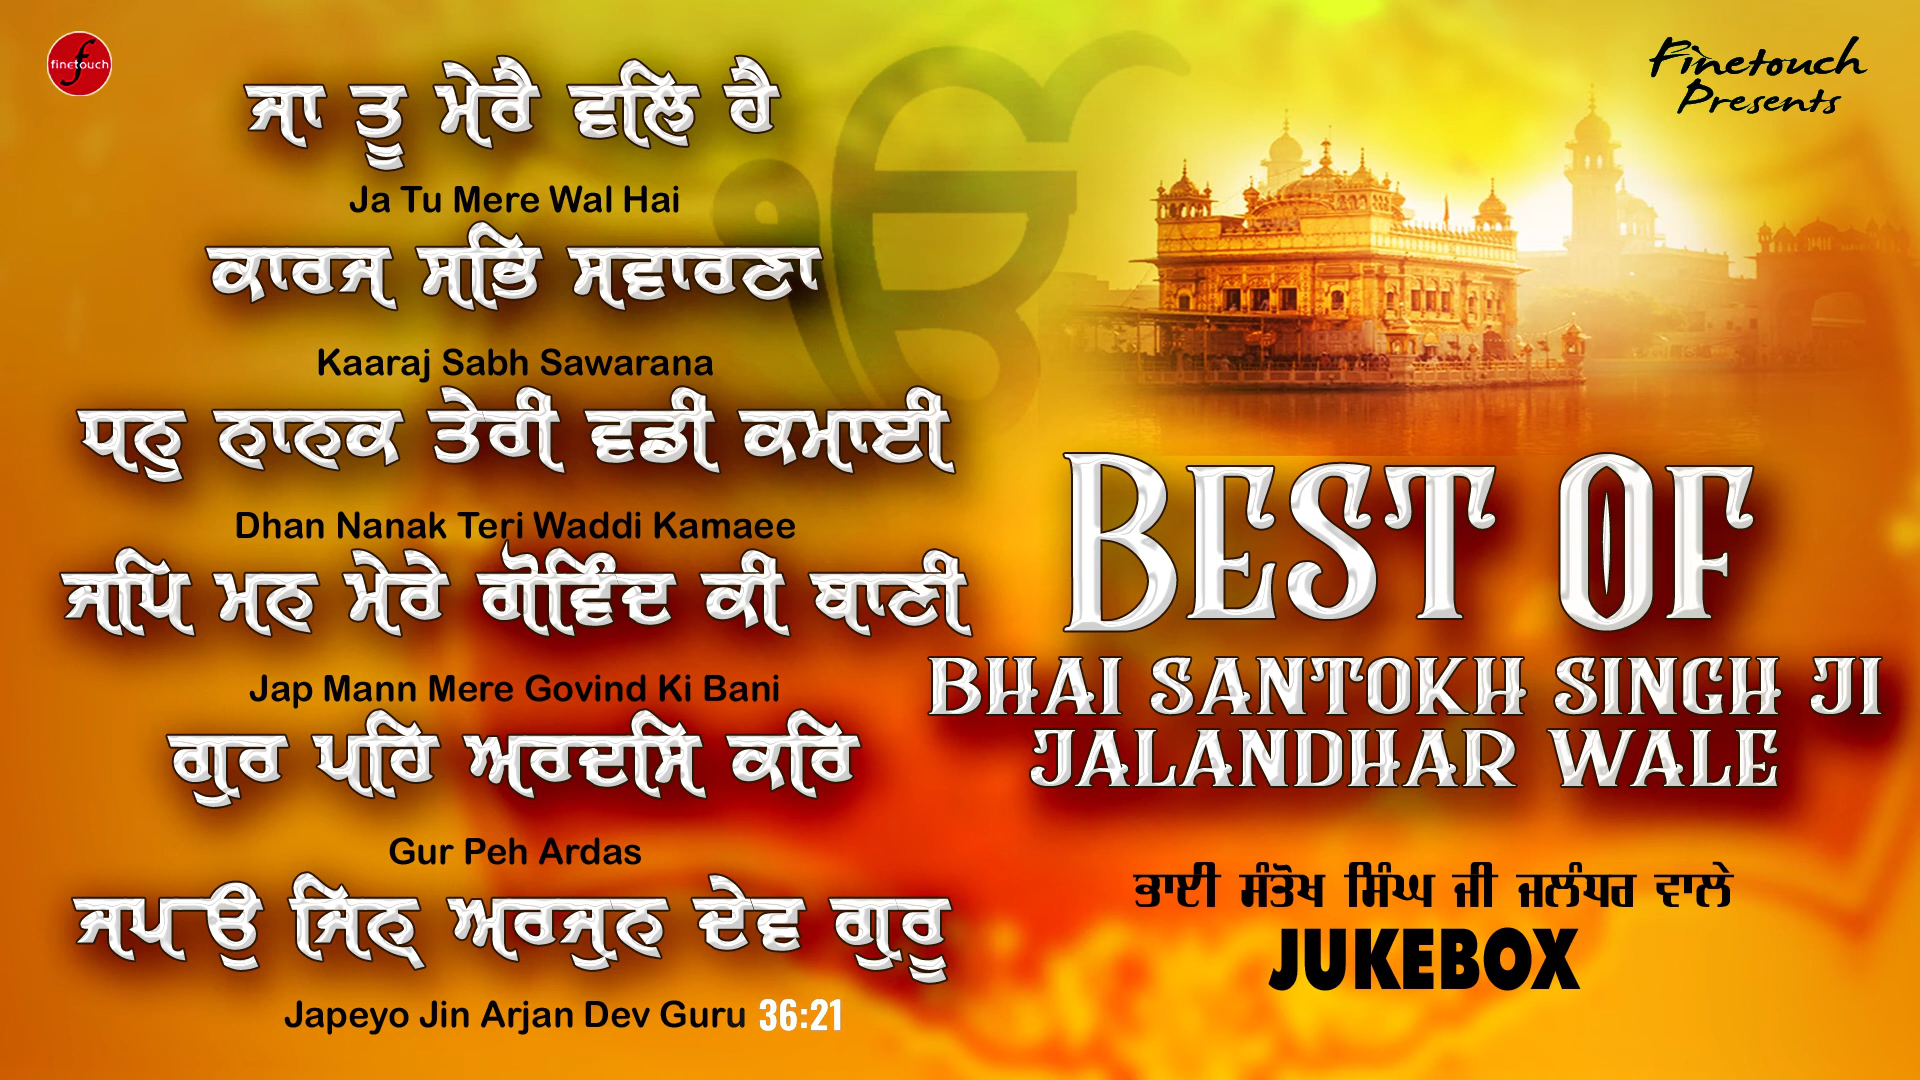 finetouch
ਜਾ ਤੂ ਮੇਰੈ ਵਲਿ ਹੈ
Ja Tu Mere Wal Hai
ਕਾਰਜ ਸਭਿ ਸਵਾਰਣਾ
Kaaraj Sabh Sawarana
ਧਨੁ ਨਾਨਕ ਤੇਰੀ ਵਡੀ ਕਮਾਈ
Dhan Nanak Teri Waddi Kamaee
ਜਪਿ ਮਨ ਮੇਰੇ ਗੋਵਿੰਦ ਕੀ ਬਾਣੀ
Jap Mann Mere Govind Ki Bani
ਗੁਰ ਪਹਿ ਅਰਦਸਿ ਕਰਿ
Gur Peh Ardas
ਜਪ੍ਯਉ ਜਿਨੑ ਅਰਜੁਨ ਦੇਵ ਗੁਰੂ
Japeyo Jin Arjan Dev Guru 36:21
Finetouch
Presents
BEST OF
BHAI SANTOKH SINGH JI
JALANDHAR WALE
ਭਾਈ ਸੰਤੋਖ ਸਿੰਘ ਜੀ ਜਲੰਧਰ ਵਾਲੇ
JUKEBOX